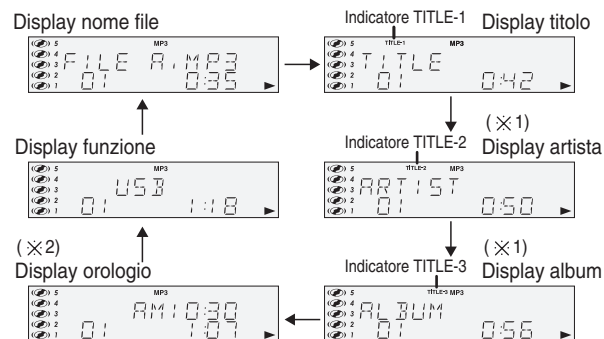 Display nome file
5 MP3
4
3 FILE A.MP3
2
1 01 0:35
Indicatore TITLE-1 Display titolo
5 TITLE-1 MP3
4
3 TITLE
2
1 01 0:42
(※1)
Indicatore TITLE-2 Display artista
5 TITLE-2 MP3
4
3 ARTIST
2
1 01 0:50
(※1)
Indicatore TITLE-3 Display album
5 TITLE-3 MP3
4
3 ALBUM
2
1 01 0:56
(※2)
Display orologio
5 MP3
4
3 AM10:30
2
1 01 1:07
Display funzione
5 MP3
4
3 USB
2
1 01 1:18